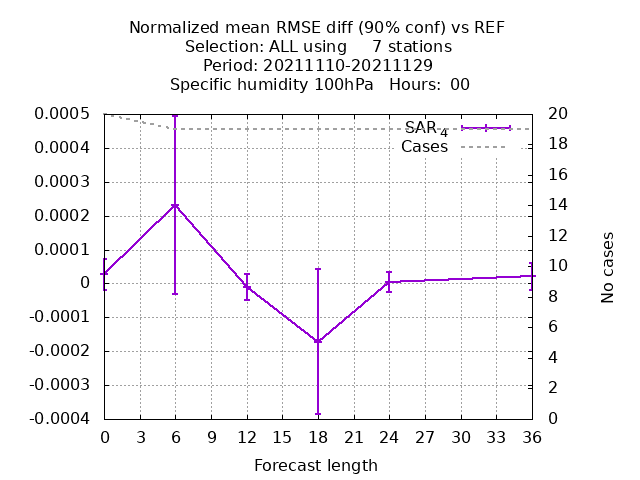 Normalized mean RMSE diff (90% conf) vs REF
Selection: ALL using 7 stations
Period: 20211110-20211129
Specific humidity 100hPa Hours: 00
0.0005
0.0004
0.0003
0.0002
0.0001
0
-0.0001
-0.0002
-0.0003
-0.0004
SAR4
Cases
20
18
16
14
12
10
8
6
4
2
0
No cases
0 3 6 9 12 15 18 21 24 27 30 33 36
Forecast length